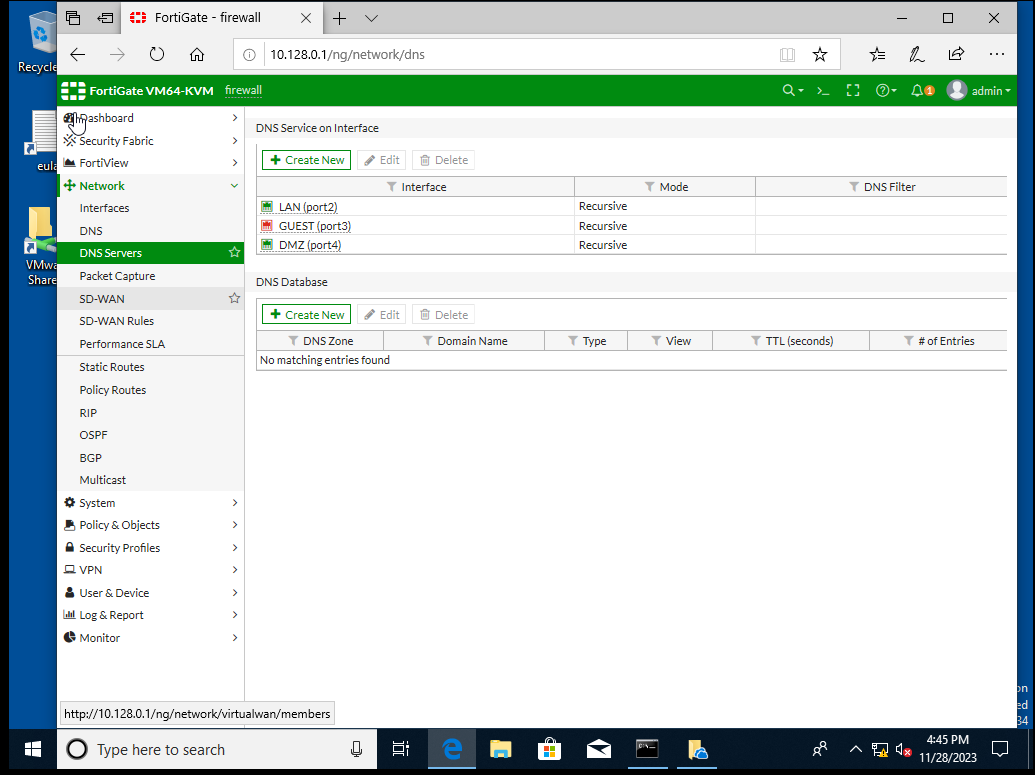 Recycle
eula
VMwa
Share
FortiGate - firewall
10.128.0.1/ng/network/dns
FortiGate VM64-KVM firewall
admin
1
Dashboard
Security Fabric
FortiView
Network
Interfaces
DNS
DNS Servers
Packet Capture
SD-WAN
SD-WAN Rules
Performance SLA
Static Routes
Policy Routes
RIP
OSPF
BGP
Multicast
System
Policy & Objects
Security Profiles
VPN
User & Device
Log & Report
Monitor
DNS Service on Interface
Create New Edit Delete
Interface Mode DNS Filter
LAN (port2) Recursive
GUEST (port3) Recursive
DMZ (port4) Recursive
DNS Database
Create New Edit Delete
DNS Zone Domain Name Type View TTL (seconds) # of Entries
No matching entries found
http://10.128.0.1/ng/network/virtualwan/members
on
ed
34
Type here to search
4:45 PM
11/28/2023